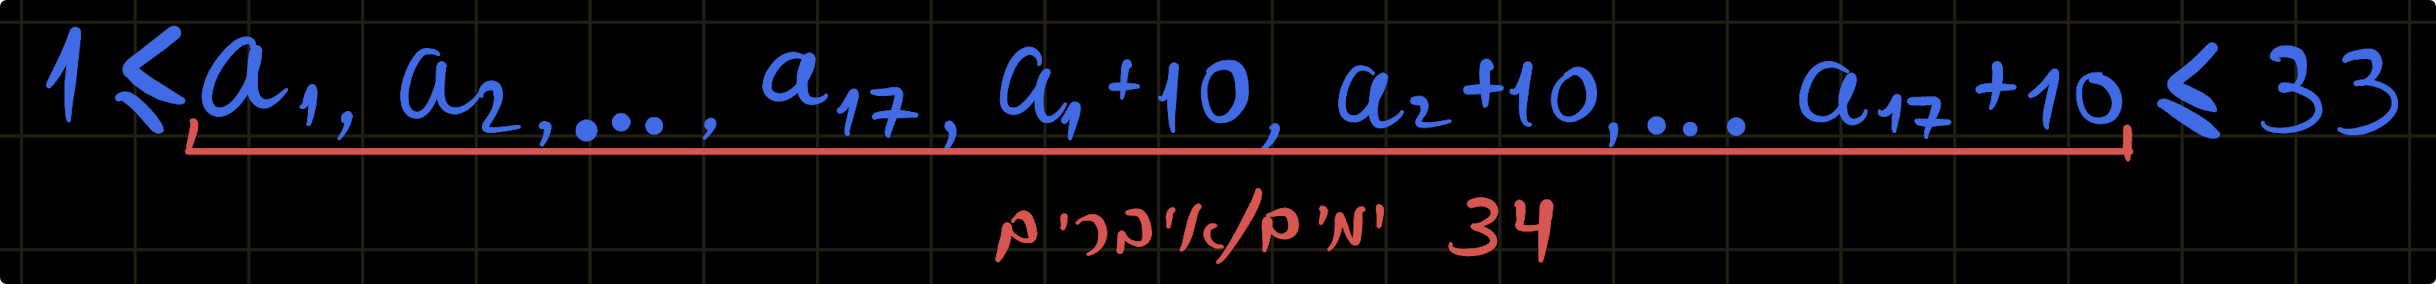 1 ≤ a₁, a₂, ..., a₁₇, a₁+10, a₂+10, ... a₁₇+10 ≤ 33
34 ימים/איברים